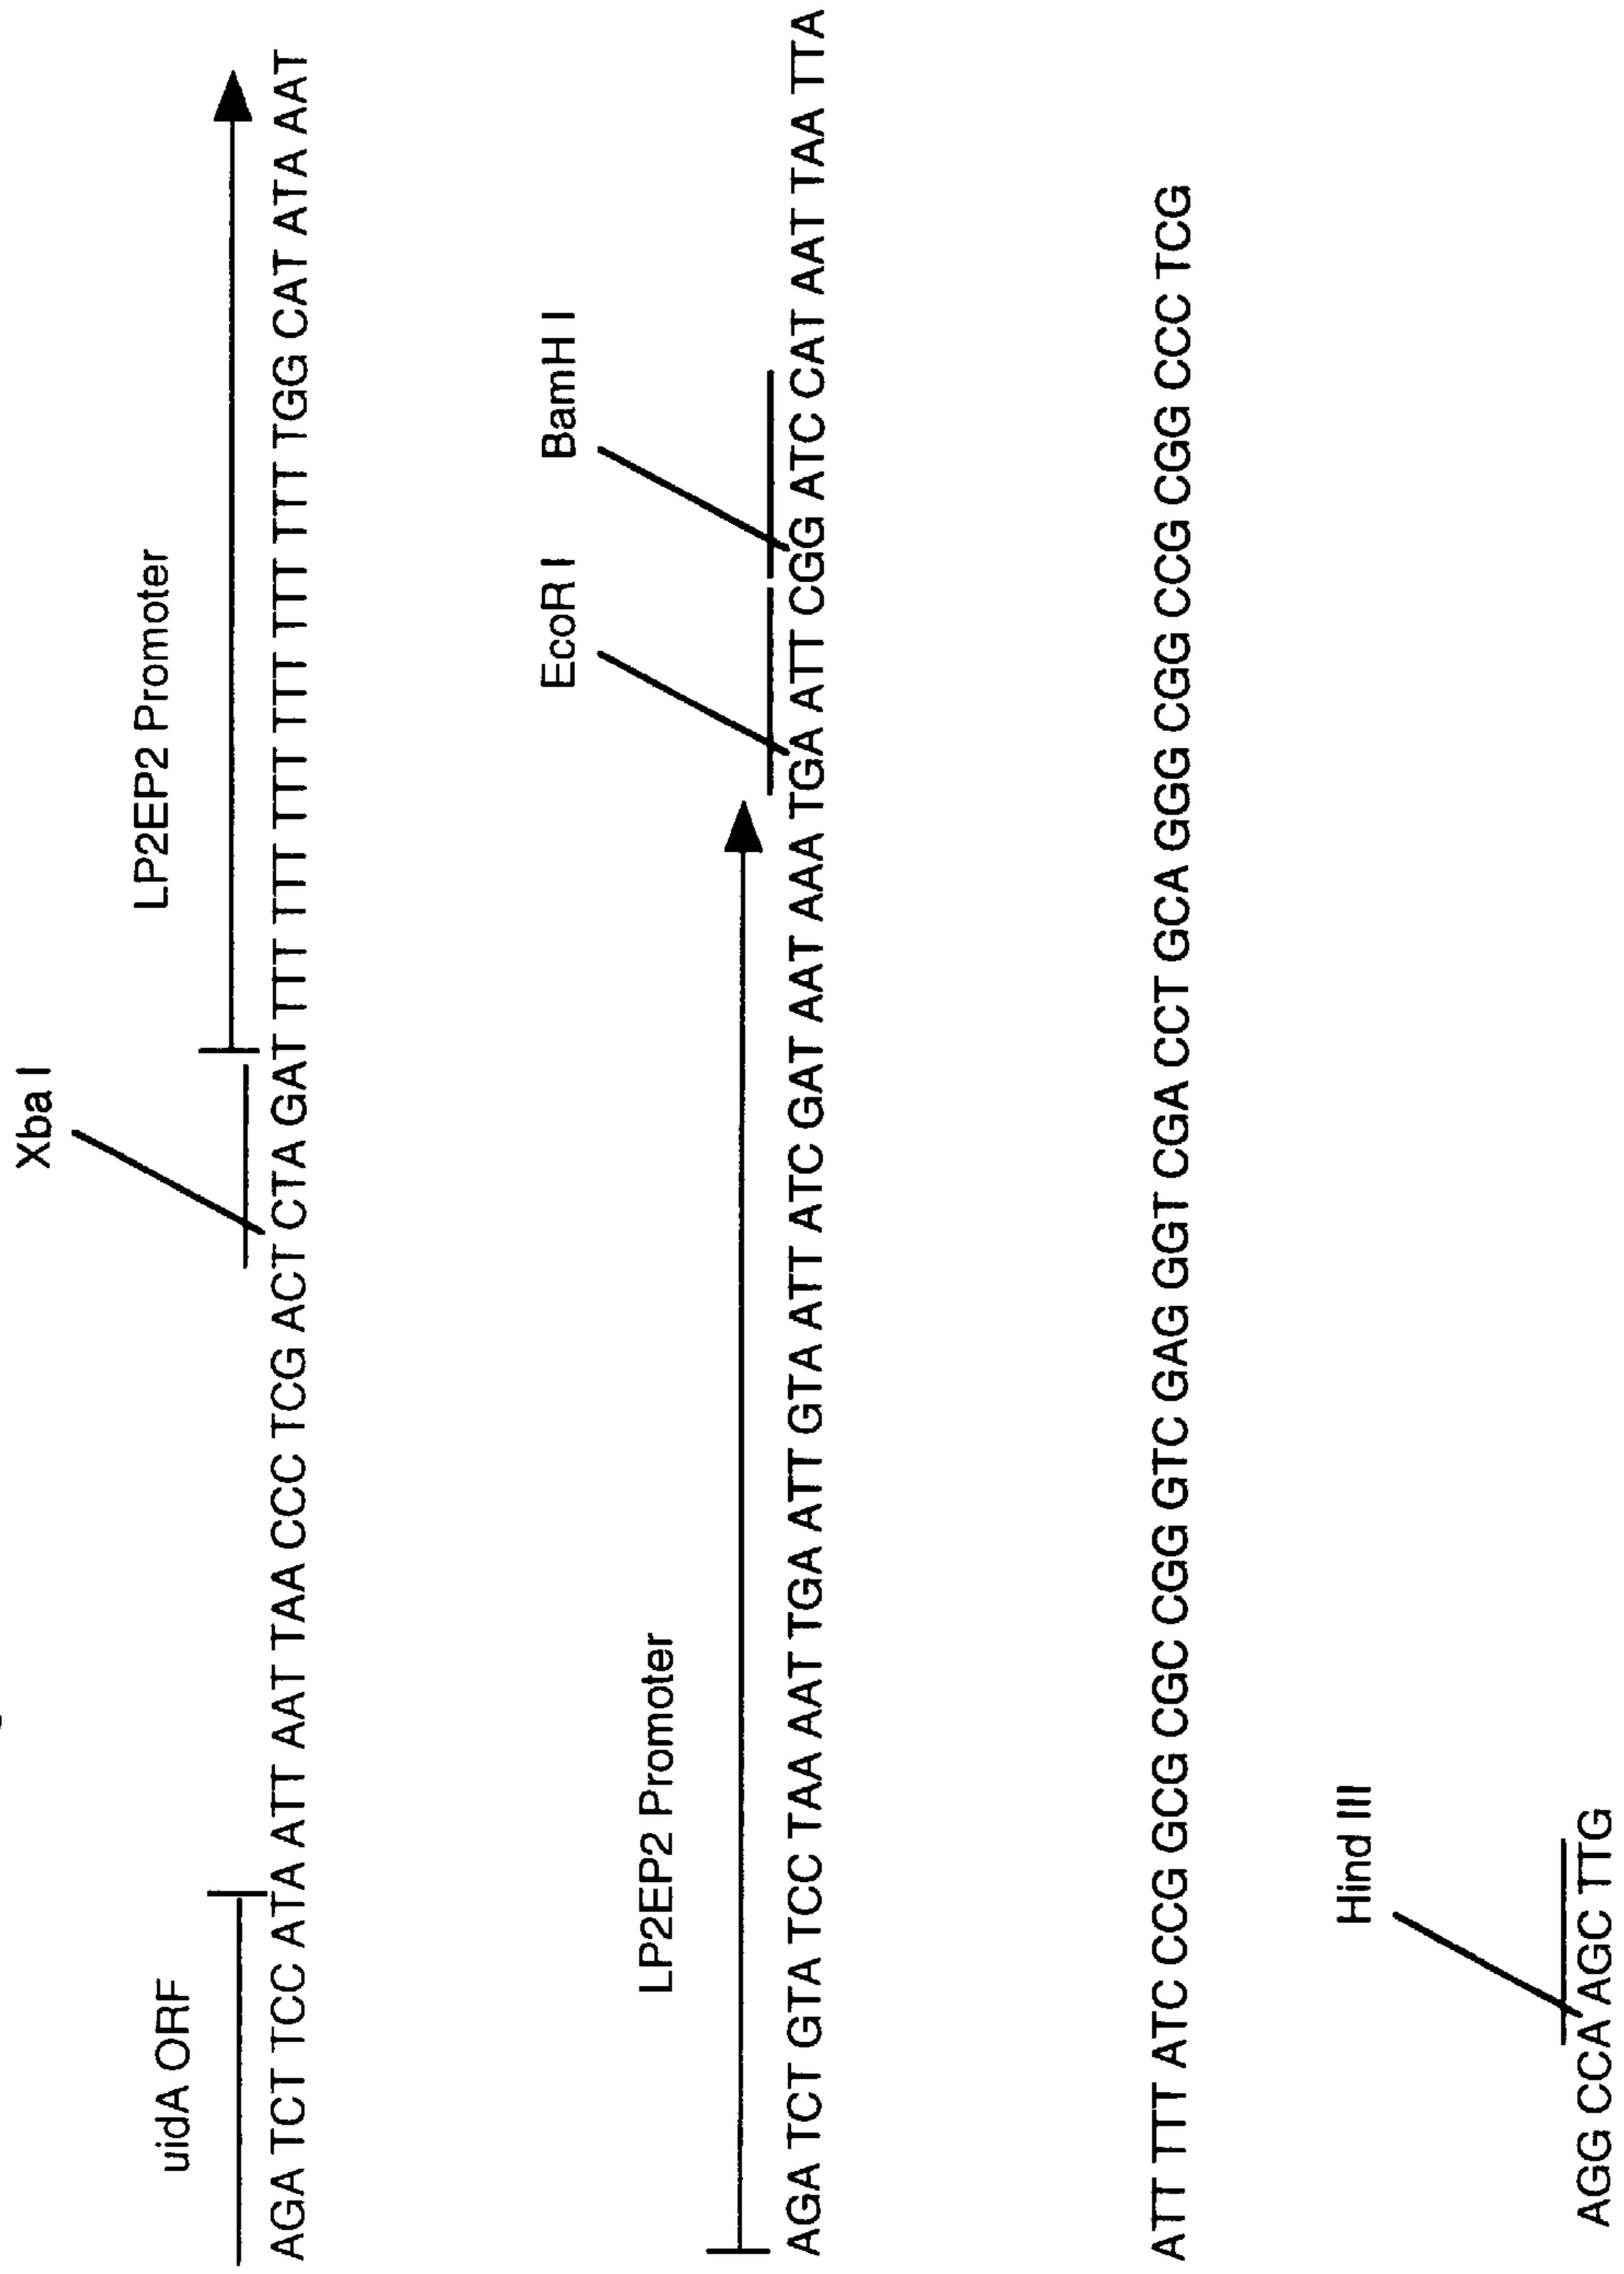 Xba I
uidA ORF LP2EP2 Promoter
AGA TCT TCC ATA ATT AAT TAA CCC TCG ACT CTA GAT TTT TTT TTT TTT TTT TTT TTT TGG CAT ATA AAT
EcoR I BamH I
LP2EP2 Promoter
AGA TCT GTA TCC TAA AAT TGA ATT GTA ATT ATC GAT AAT AAA TGA ATT CGG ATC CAT AAT TAA TTA
ATT TTT ATC CCG GCG CGC CGG GTC GAG GGT CGA CCT GCA GGG CGG CCG CGG CCC TCG
Hind III
AGG CCA AGC TTG